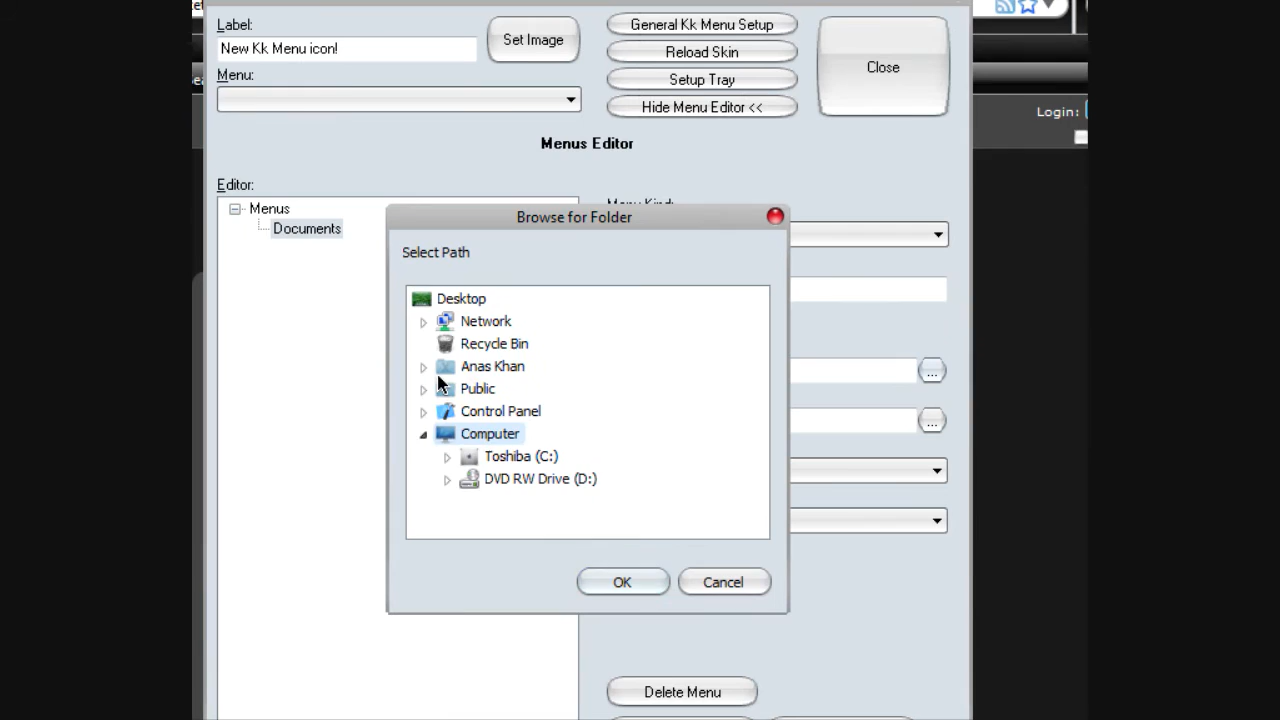 Label:
New Kk Menu icon!
Set Image
General Kk Menu Setup
Reload Skin
Setup Tray
Hide Menu Editor <<
Close
Menu:
Login:
Menus Editor
Editor:
Menus
Documents
Menu Kind:
Browse for Folder
Select Path
Desktop
Network
Recycle Bin
Anas Khan
Public
Control Panel
Computer
Toshiba (C:)
DVD RW Drive (D:)
...
...
OK
Cancel
Delete Menu